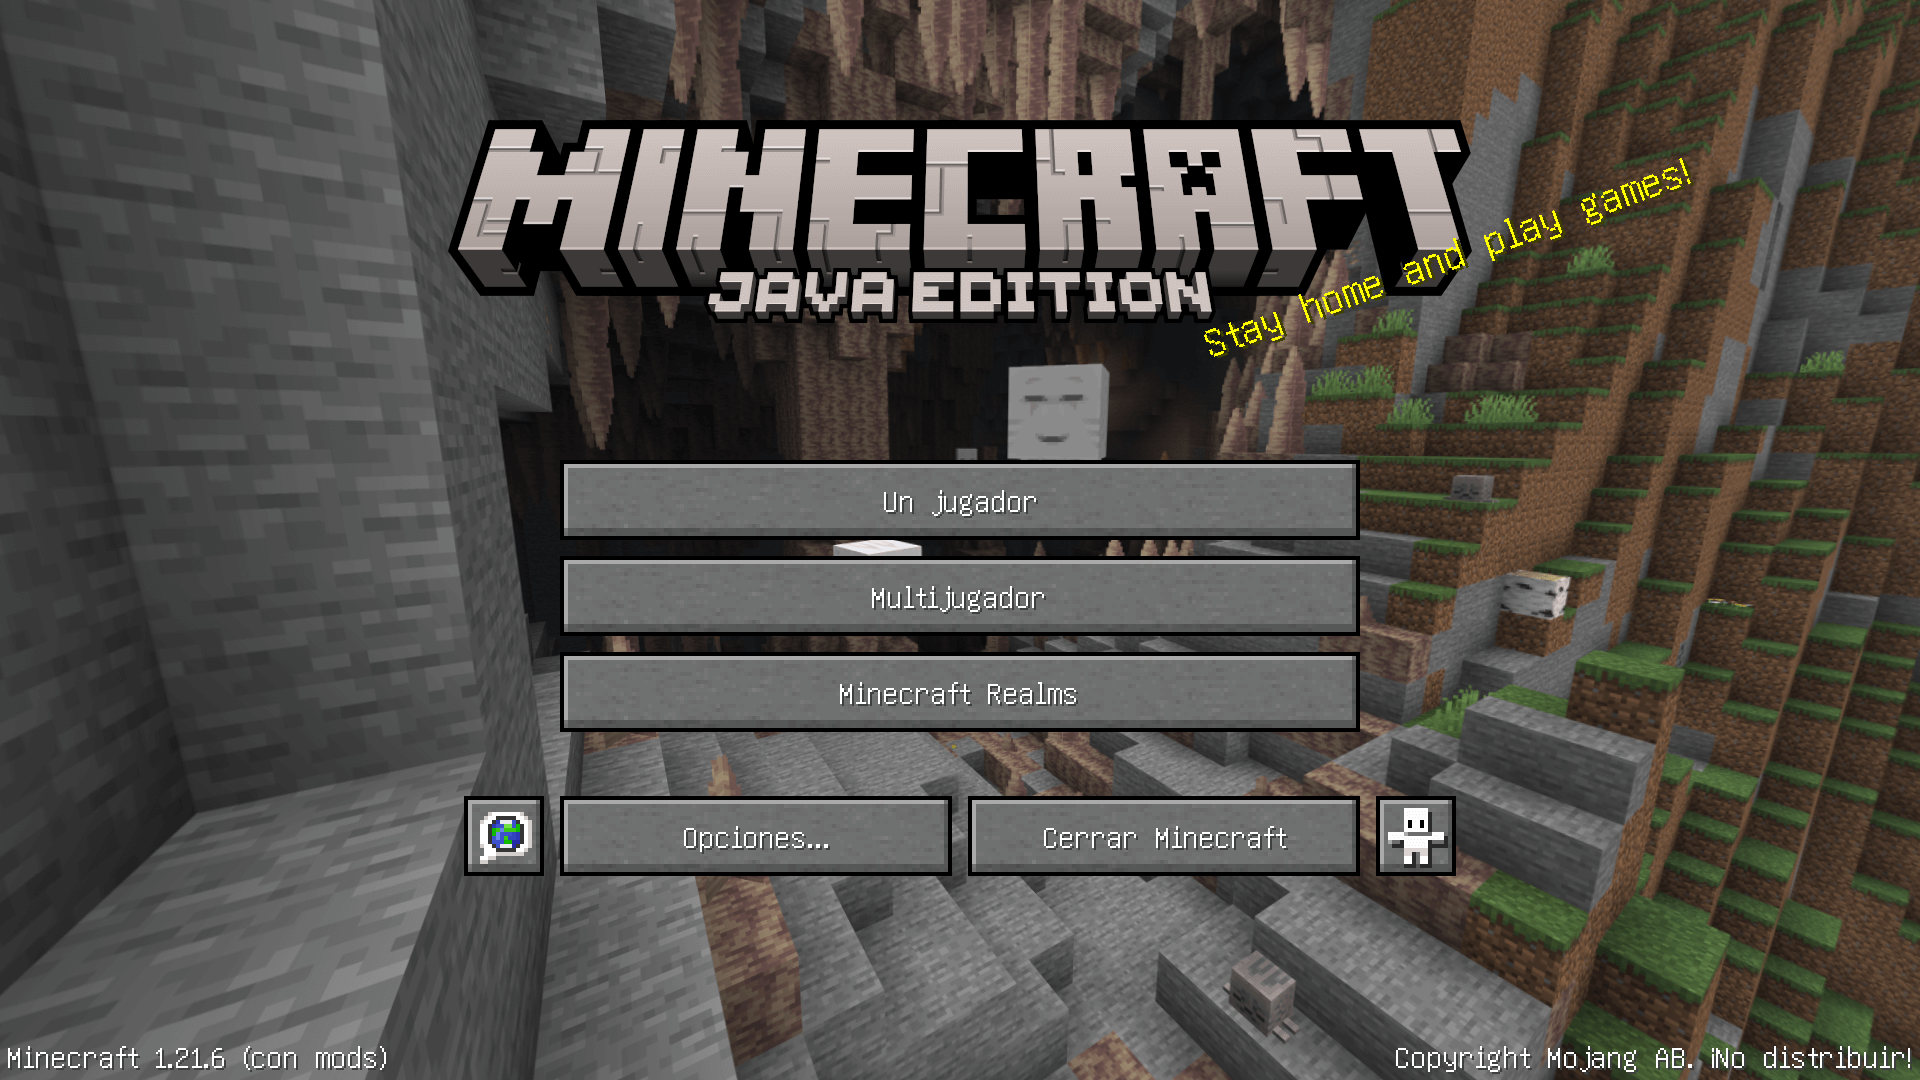 MINECRAFT
JAVA EDITION
Stay home and play games!
Un jugador
Multijugador
Minecraft Realms
Opciones...
Cerrar Minecraft
Minecraft 1.21.6 (con mods)
Copyright Mojang AB. ¡No distribuir!